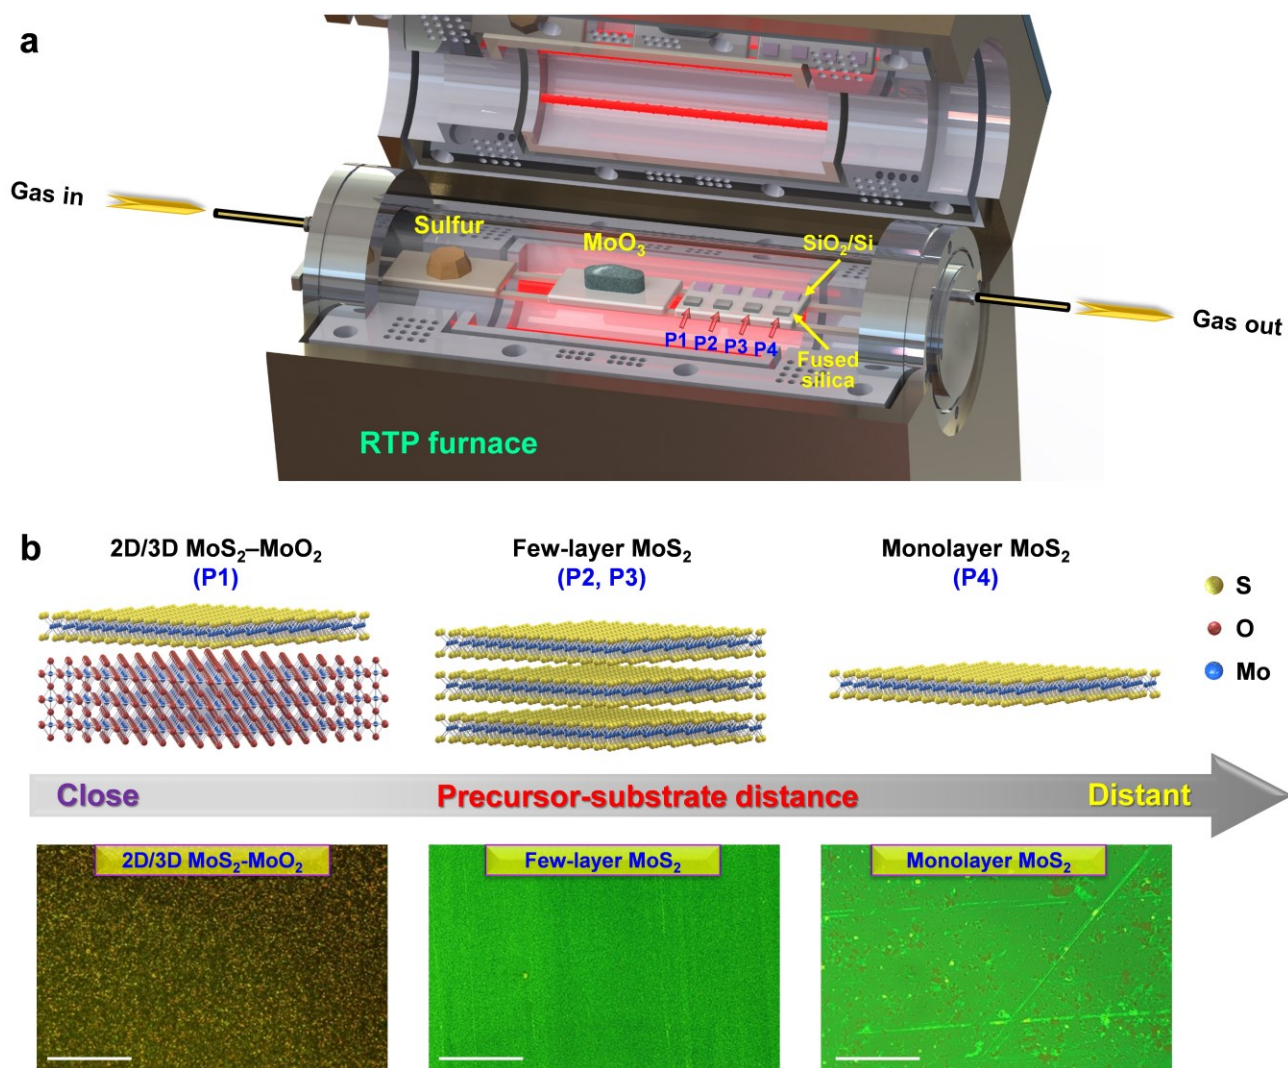 a
Gas in
Sulfur
MoO₃
SiO₂/Si
P1 P2 P3 P4
Fused
silica
Gas out
RTP furnace
b
2D/3D MoS₂–MoO₂
(P1)
Few-layer MoS₂
(P2, P3)
Monolayer MoS₂
(P4)
S
O
Mo
Close
Precursor-substrate distance
Distant
2D/3D MoS₂-MoO₂
Few-layer MoS₂
Monolayer MoS₂